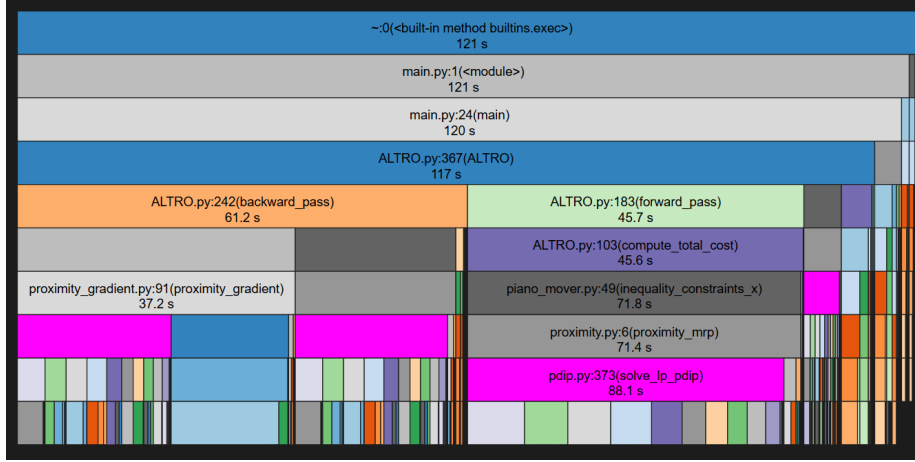 ~:0(<built-in method builtins.exec>)
121 s
main.py:1(<module>)
121 s
main.py:24(main)
120 s
ALTRO.py:367(ALTRO)
117 s
ALTRO.py:242(backward_pass)
61.2 s
ALTRO.py:183(forward_pass)
45.7 s
ALTRO.py:103(compute_total_cost)
45.6 s
proximity_gradient.py:91(proximity_gradient)
37.2 s
piano_mover.py:49(inequality_constraints_x)
71.8 s
proximity.py:6(proximity_mrp)
71.4 s
pdip.py:373(solve_lp_pdip)
88.1 s